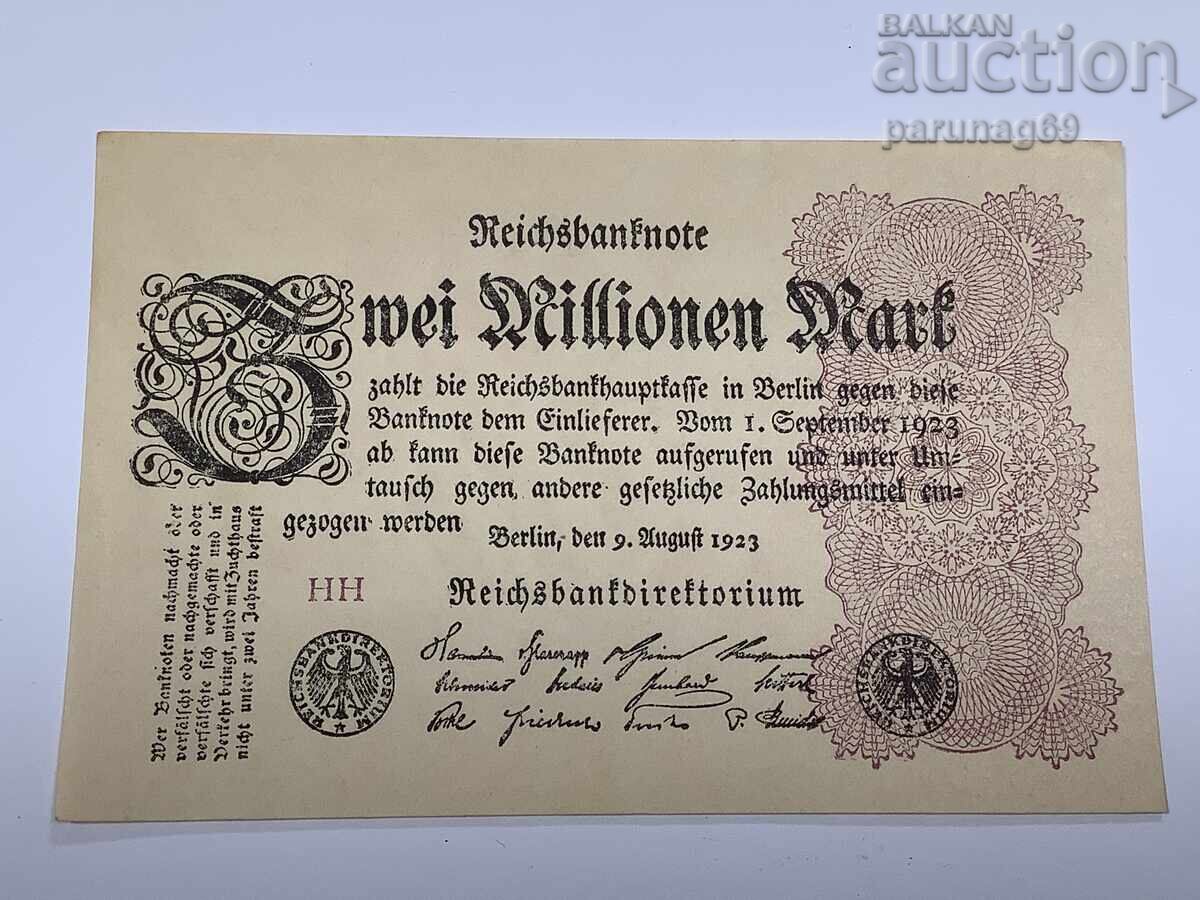 BALKAN
auction
parunag69
Reichsbanknote
Zwei Millionen Mark
zahlt die Reichsbankhauptkasse in Berlin gegen diese
Banknote dem Einlieferer. Vom 1. September 1923
ab kann diese Banknote aufgerufen und unter Um=
tausch gegen andere gesetzliche Zahlungsmittel ein=
gezogen werden
Berlin, den 9. August 1923
HH
Reichsbankdirektorium
REICHSBANKDIREKTORIUM
REICHSBANKDIREKTORIUM
Wer Banknoten nachmacht oder
verfälscht oder nachgemachte oder
verfälschte sich verschafft und in
Verkehr bringt, wird mit Zuchthaus
nicht unter zwei Jahren bestraft